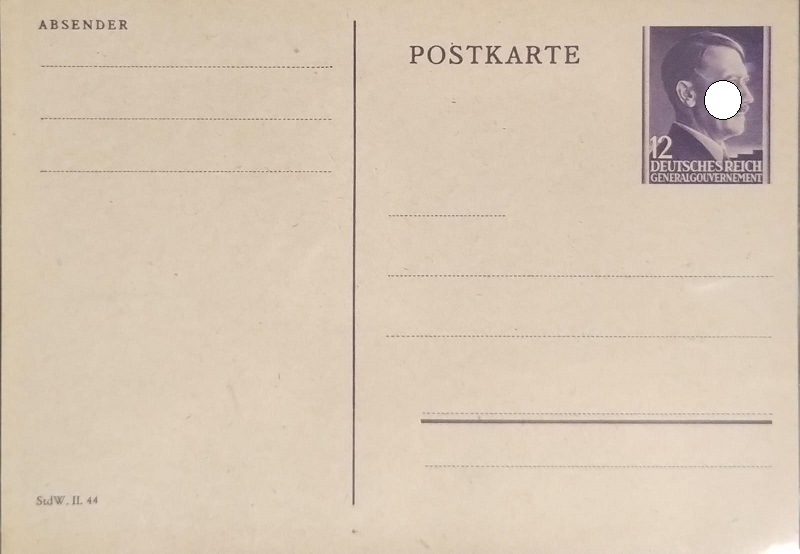 ABSENDER
POSTKARTE
12
DEUTSCHES REICH
GENERALGOUVERNEMENT
StdW. II. 44